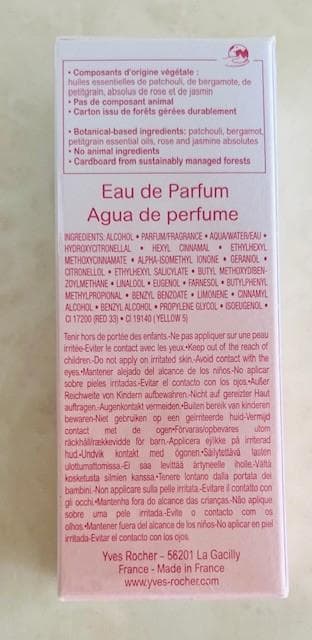 • Composants d'origine végétale :
huiles essentielles de patchouli, de bergamote, de
petitgrain, absolus de rose et de jasmin
• Pas de composant animal
• Carton issu de forêts gérées durablement
• Botanical-based ingredients: patchouli, bergamot,
petitgrain essential oils, rose and jasmine absolutes
• No animal ingredients
• Cardboard from sustainably managed forests
Eau de Parfum
Agua de perfume
INGREDIENTS: ALCOHOL • PARFUM/FRAGRANCE • AQUA/WATER/EAU •
HYDROXYCITRONELLAL • HEXYL CINNAMAL • ETHYLHEXYL
METHOXYCINNAMATE • ALPHA-ISOMETHYL IONONE • GERANIOL •
CITRONELLOL • ETHYLHEXYL SALICYLATE • BUTYL METHOXYDIBEN-
ZOYLMETHANE • LINALOOL • EUGENOL • FARNESOL • BUTYLPHENYL
METHYLPROPIONAL • BENZYL BENZOATE • LIMONENE • CINNAMYL
ALCOHOL • BENZYL ALCOHOL • PROPYLENE GLYCOL • ISOEUGENOL •
CI 17200 (RED 33) • CI 19140 (YELLOW 5)
Tenir hors de portée des enfants.-Ne pas appliquer sur une peau
irritée-Eviter le contact avec les yeux.•Keep out of the reach of
children.-Do not apply on irritated skin.-Avoid contact with the
eyes.•Mantener alejado del alcance de los niños.-No aplicar
sobre pieles irritadas.-Evitar el contacto con los ojos.•Außer
Reichweite von Kindern aufbewahren.-Nicht auf gereizter Haut
auftragen.-Augenkontakt vermeiden.•Buiten bereik van kinderen
bewaren-Niet gebruiken op een geïrriteerde huid-Vermijd
contact met de ogen•Förvaras/opbevares utom
räckhåll/rækkevidde för barn.-Applicera ej/ikke på irriterad
hud.•Undvik kontakt med ögonen.•Säilytettävä lasten
ulottumattomissa.-Ei saa levittää ärtyneelle iholle.-Vältä
kosketusta silmien kanssa.•Tenere lontano dalla portata dei
bambini.-Non applicare sulla pelle irritata.-Evitare il contatto con
gli occhi.•Mantenha fora do alcance das crianças.-Não aplique
sobre uma pele irritada.-Evite o contacto com os
olhos.•Mantener fuera del alcance de los niños-No aplicar en piel
irritada-Evitar el contacto con los ojos.
Yves Rocher – 56201 La Gacilly
France - Made in France
www.yves-rocher.com